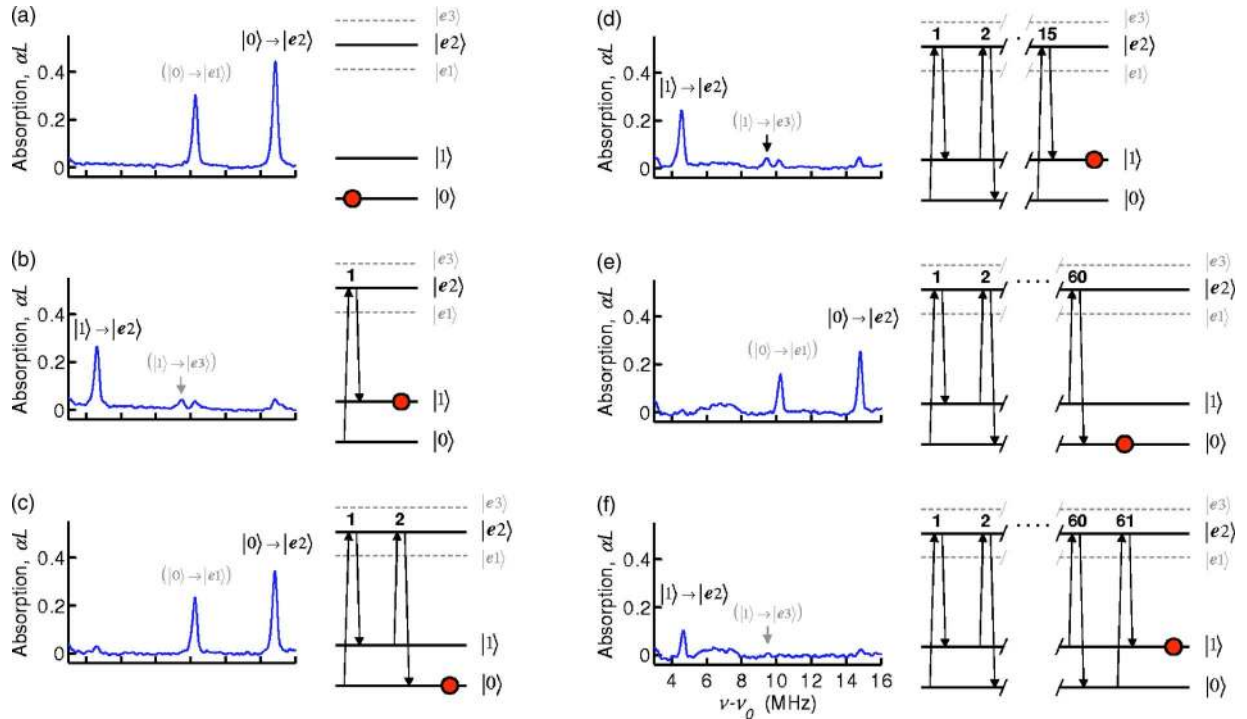 (a)
Absorption, αL
0.4
0.2
0
(|0⟩→|e1⟩)
|0⟩→|e2⟩
|e3⟩
|e2⟩
|e1⟩
|1⟩
|0⟩
(b)
Absorption, αL
0.4
0.2
0
|1⟩→|e2⟩
(|1⟩→|e3⟩)
1
|e3⟩
|e2⟩
|e1⟩
|1⟩
|0⟩
(c)
Absorption, αL
0.4
0.2
0
(|0⟩→|e1⟩)
|0⟩→|e2⟩
1 2
|e3⟩
|e2⟩
|e1⟩
|1⟩
|0⟩
(d)
Absorption, αL
0.4
0.2
0
|1⟩→|e2⟩
(|1⟩→|e3⟩)
1 2 · 15
|e3⟩
|e2⟩
|e1⟩
|1⟩
|0⟩
(e)
Absorption, αL
0.4
0.2
0
(|0⟩→|e1⟩)
|0⟩→|e2⟩
1 2 ···· 60
|e3⟩
|e2⟩
|e1⟩
|1⟩
|0⟩
(f)
Absorption, αL
0.4
0.2
0
|1⟩→|e2⟩
(|1⟩→|e3⟩)
4 6 8 10 12 14 16
ν-ν₀ (MHz)
1 2 ···· 60 61
|e3⟩
|e2⟩
|e1⟩
|1⟩
|0⟩